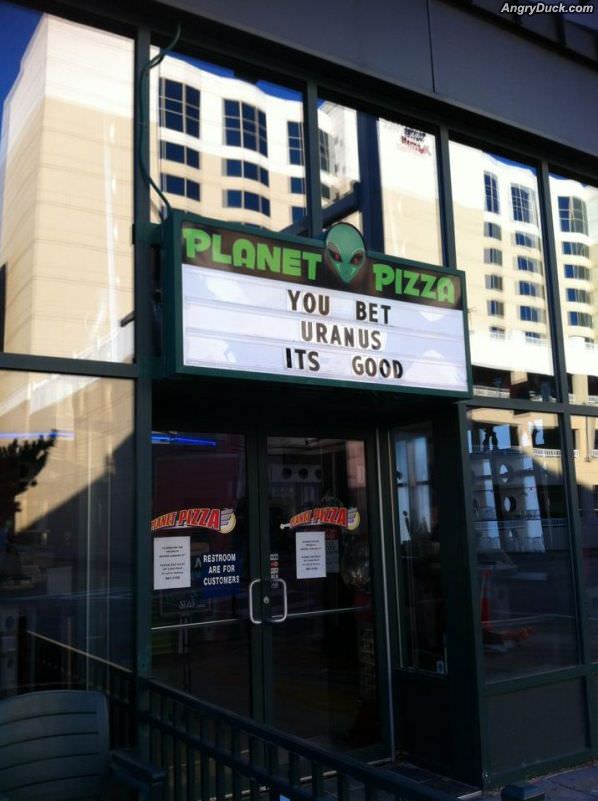 AngryDuck.com
PLANET PIZZA
YOU BET
URANUS
ITS GOOD
PLANET PIZZA
PLANET PIZZA
RESTROOM
ARE FOR
CUSTOMERS